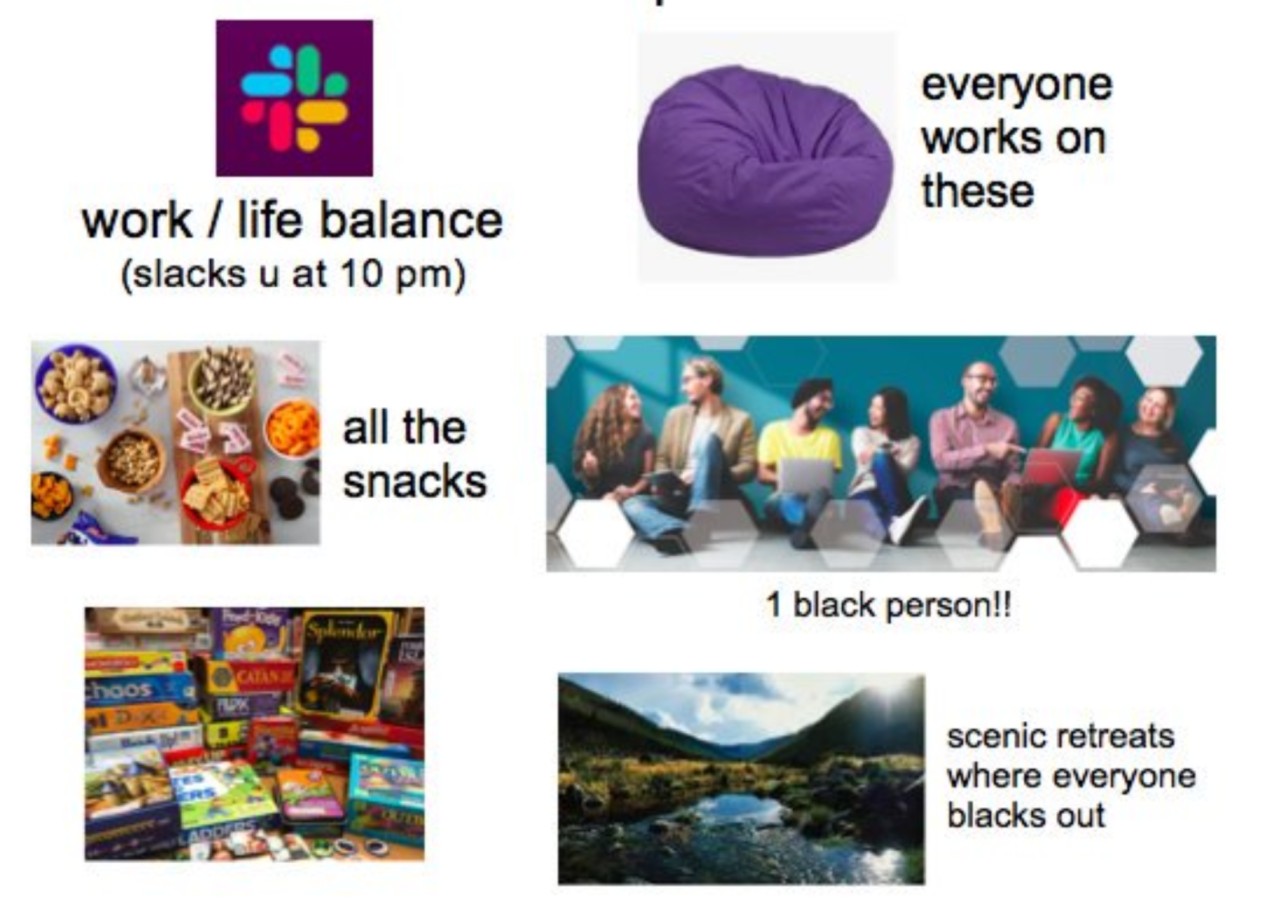 work / life balance
(slacks u at 10 pm)
everyone
works on
these
all the
snacks
1 black person!!
Splendor
CATAN
chaos
LADDERS
scenic retreats
where everyone
blacks out